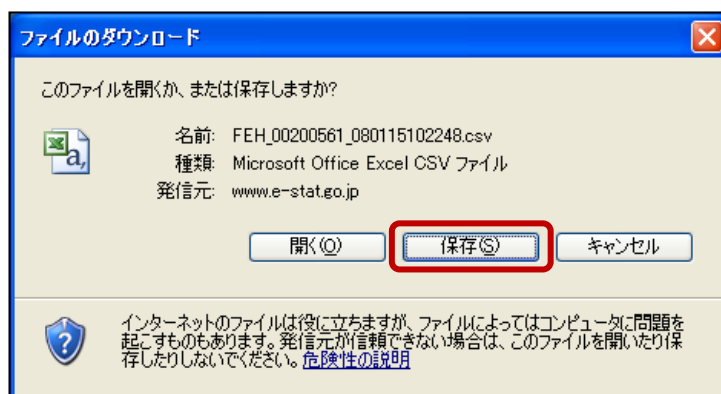 ファイルのダウンロード
このファイルを開くか、または保存しますか?
名前: FEH_00200561_080115102248.csv
種類: Microsoft Office Excel CSV ファイル
発信元: www.e-stat.go.jp
開く(O) 保存(S) キャンセル
インターネットのファイルは役に立ちますが、ファイルによってはコンピュータに問題を
起こすものもあります。発信元が信頼できない場合は、このファイルを開いたり保
存したりしないでください。危険性の説明